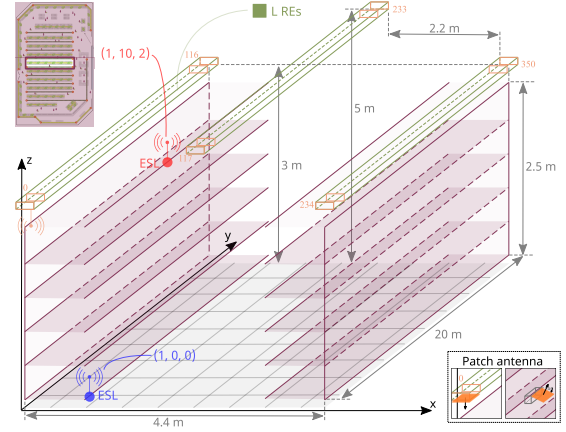 L REs
233
2.2 m
(1, 10, 2)
116
350
5 m
ESL
117
3 m
2.5 m
z
0
234
y
20 m
(1, 0, 0)
ESL
x
4.4 m
Patch antenna
0